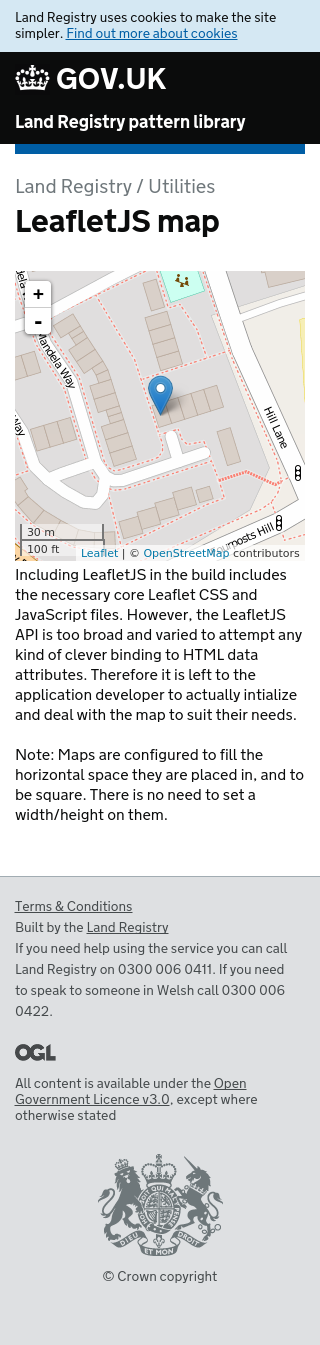 Land Registry uses cookies to make the site
simpler. Find out more about cookies
GOV.UK
Land Registry pattern library
Land Registry / Utilities
LeafletJS map
+
-
Mandela Way
Way
Hill Lane
Hill
30 m
100 ft
Leaflet | © OpenStreetMap contributors
Including LeafletJS in the build includes
the necessary core Leaflet CSS and
JavaScript files. However, the LeafletJS
API is too broad and varied to attempt any
kind of clever binding to HTML data
attributes. Therefore it is left to the
application developer to actually intialize
and deal with the map to suit their needs.
Note: Maps are configured to fill the
horizontal space they are placed in, and to
be square. There is no need to set a
width/height on them.
Terms & Conditions
Built by the Land Registry
If you need help using the service you can call
Land Registry on 0300 006 0411. If you need
to speak to someone in Welsh call 0300 006
0422.
OGL
All content is available under the Open
Government Licence v3.0, except where
otherwise stated
DIEU ET MON DROIT
© Crown copyright